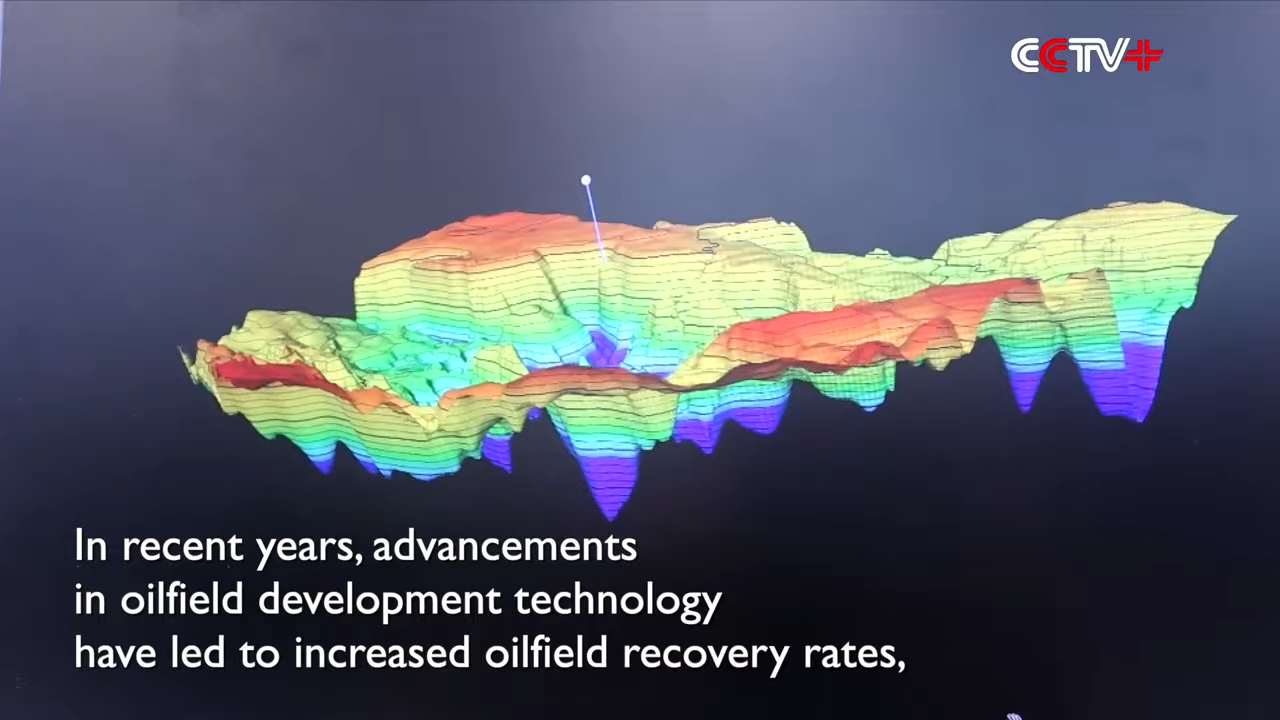 CCTV+
In recent years, advancements
in oilfield development technology
have led to increased oilfield recovery rates,